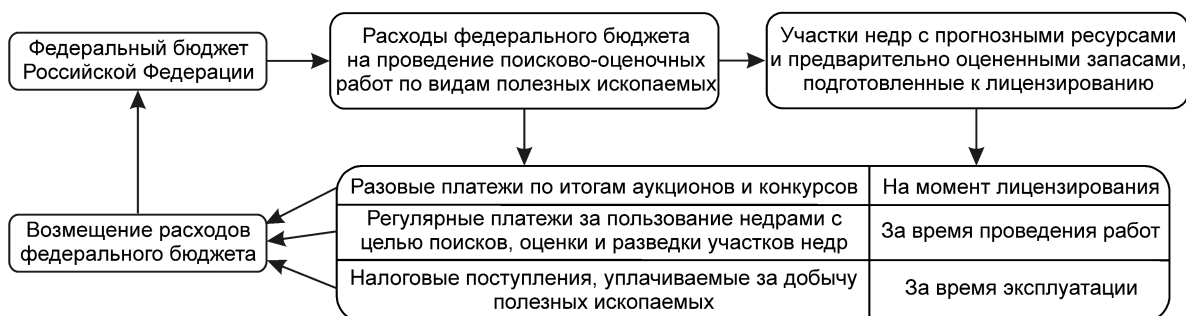 Федеральный бюджет
Российской Федерации
Расходы федерального бюджета
на проведение поисково-оценочных
работ по видам полезных ископаемых
Участки недр с прогнозными ресурсами
и предварительно оцененными запасами,
подготовленные к лицензированию
Разовые платежи по итогам аукционов и конкурсов
На момент лицензирования
Возмещение расходов
федерального бюджета
Регулярные платежи за пользование недрами с
целью поисков, оценки и разведки участков недр
За время проведения работ
Налоговые поступления, уплачиваемые за добычу
полезных ископаемых
За время эксплуатации